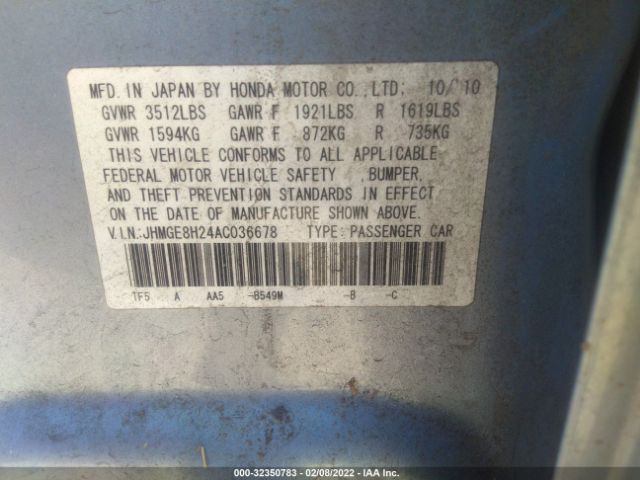 MFD. IN JAPAN BY HONDA MOTOR CO., LTD; 10/10
GVWR 3512LBS GAWR F 1921LBS R 1619LBS
GVWR 1594KG GAWR F 872KG R 735KG
THIS VEHICLE CONFORMS TO ALL APPLICABLE
FEDERAL MOTOR VEHICLE SAFETY BUMPER,
AND THEFT PREVENTION STANDARDS IN EFFECT
ON THE DATE OF MANUFACTURE SHOWN ABOVE.
V.I.N.:JHMGE8H24AC036678 TYPE: PASSENGER CAR
TF5 A AA5 -B549M -B -C
000-32350783 - 02/08/2022 - IAA Inc.